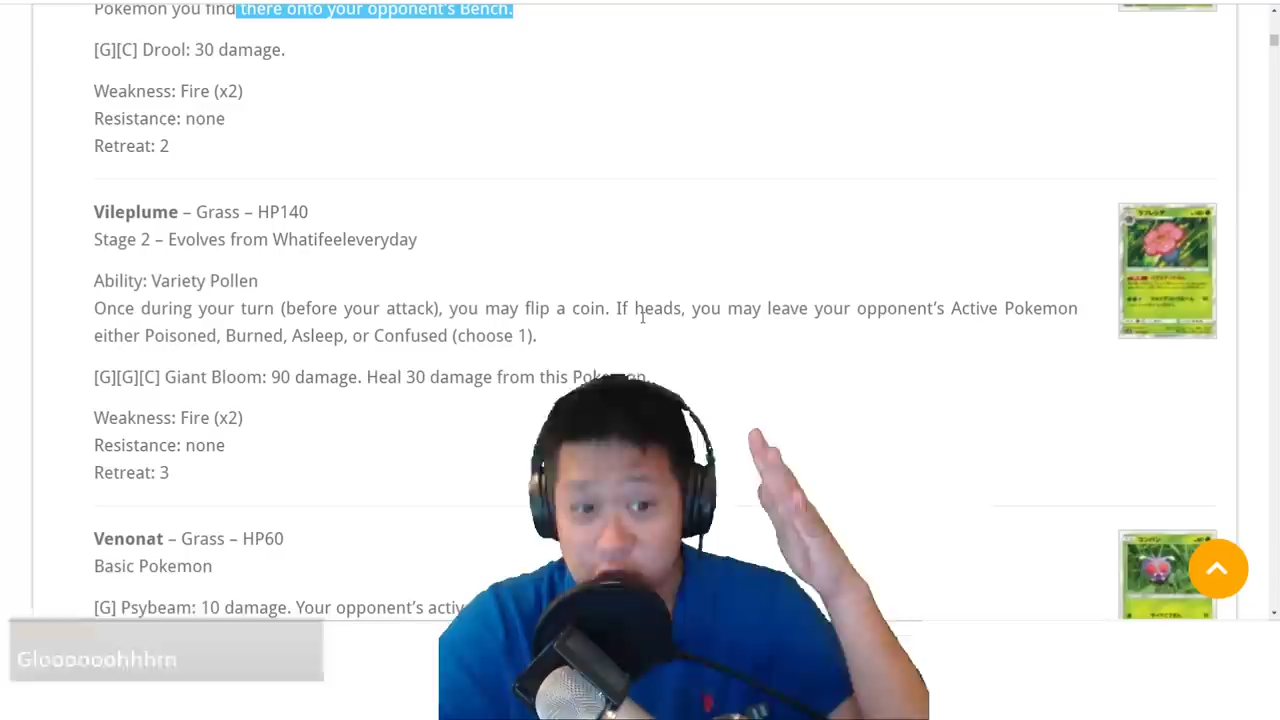 Pokemon you find there onto your opponent's Bench.
[G][C] Drool: 30 damage.
Weakness: Fire (x2)
Resistance: none
Retreat: 2
Vileplume – Grass – HP140
Stage 2 – Evolves from Whatifeeleveryday
Ability: Variety Pollen
Once during your turn (before your attack), you may flip a coin. If heads, you may leave your opponent's Active Pokemon
either Poisoned, Burned, Asleep, or Confused (choose 1).
[G][G][C] Giant Bloom: 90 damage. Heal 30 damage from this Pokemon.
Weakness: Fire (x2)
Resistance: none
Retreat: 3
Venonat – Grass – HP60
Basic Pokemon
[G] Psybeam: 10 damage. Your opponent's activ